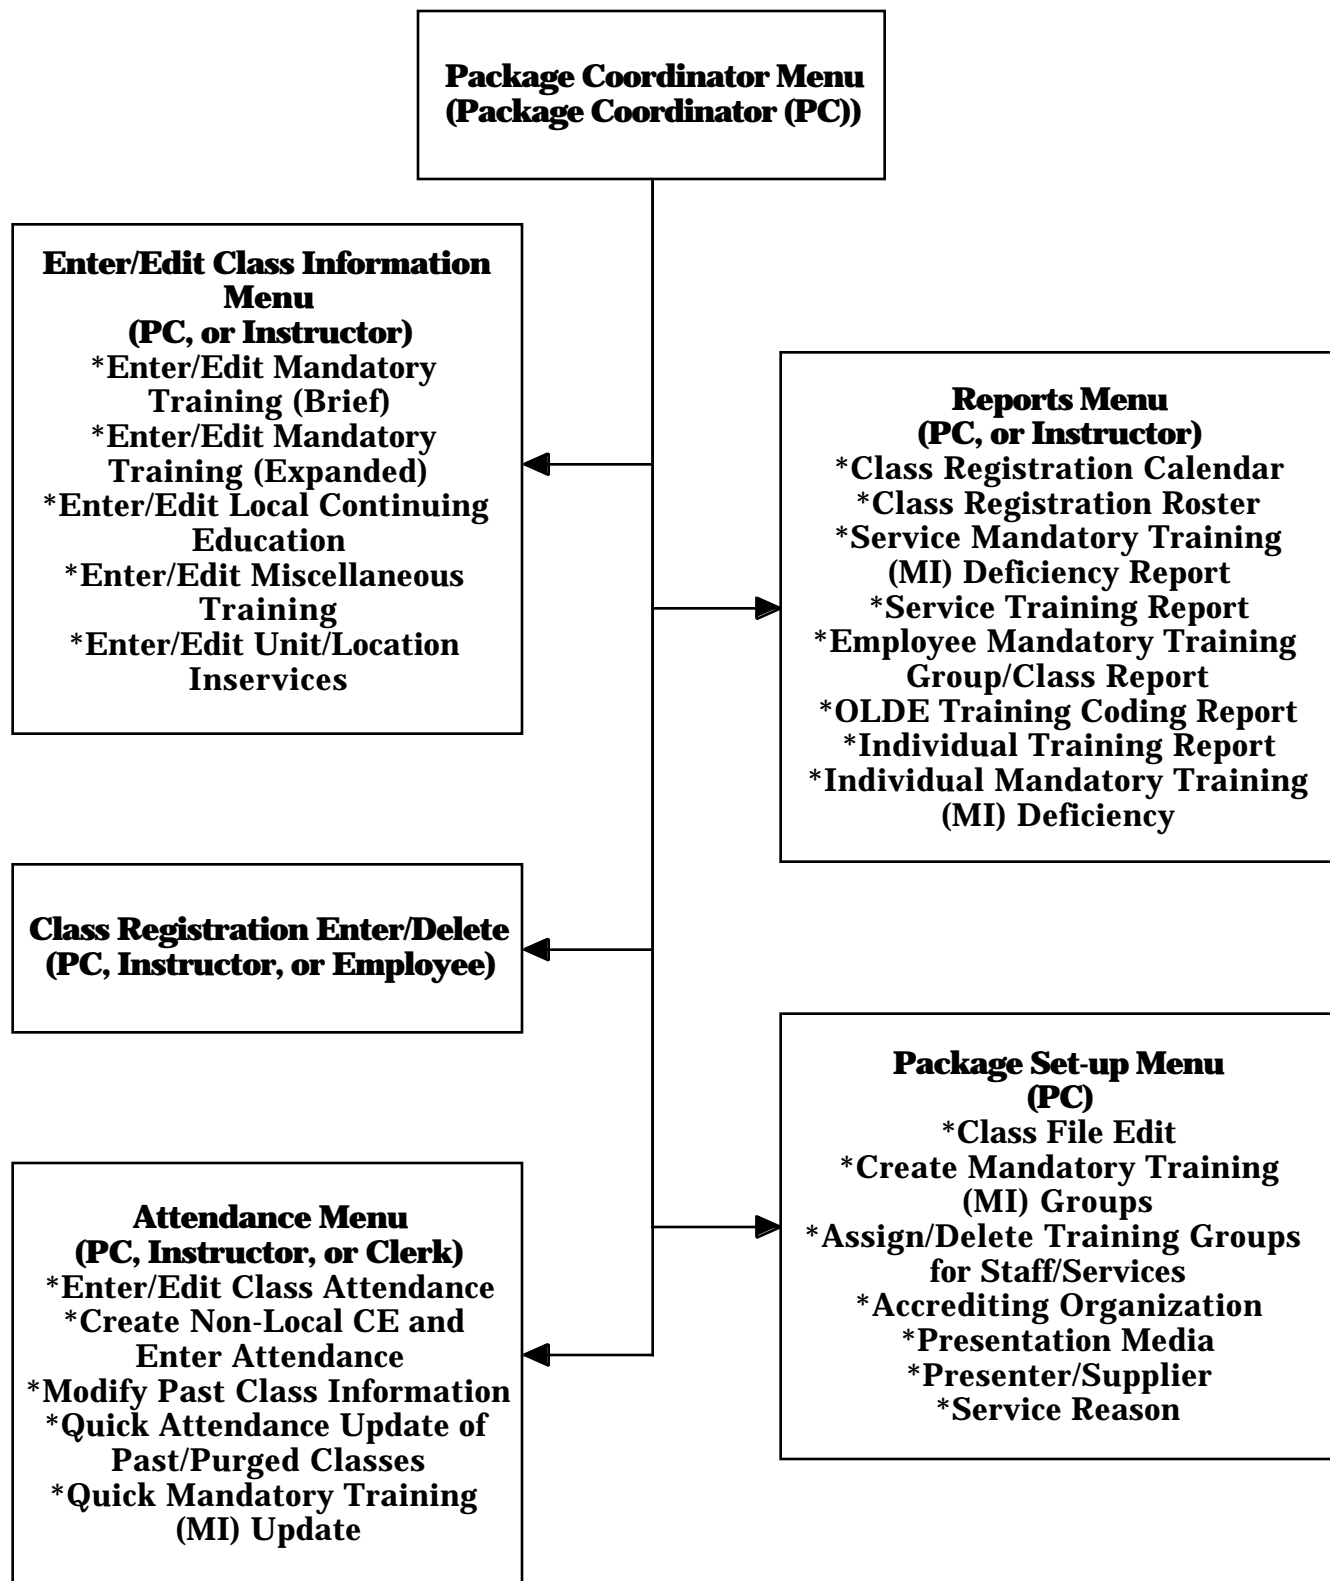 Package Coordinator Menu
(Package Coordinator (PC))
Enter/Edit Class Information
Menu
(PC, or Instructor)
*Enter/Edit Mandatory
Training (Brief)
*Enter/Edit Mandatory
Training (Expanded)
*Enter/Edit Local Continuing
Education
*Enter/Edit Miscellaneous
Training
*Enter/Edit Unit/Location
Inservices
Reports Menu
(PC, or Instructor)
*Class Registration Calendar
*Class Registration Roster
*Service Mandatory Training
(MI) Deficiency Report
*Service Training Report
*Employee Mandatory Training
Group/Class Report
*OLDE Training Coding Report
*Individual Training Report
*Individual Mandatory Training
(MI) Deficiency
Class Registration Enter/Delete
(PC, Instructor, or Employee)
Package Set-up Menu
(PC)
*Class File Edit
*Create Mandatory Training
(MI) Groups
*Assign/Delete Training Groups
for Staff/Services
*Accrediting Organization
*Presentation Media
*Presenter/Supplier
*Service Reason
Attendance Menu
(PC, Instructor, or Clerk)
*Enter/Edit Class Attendance
*Create Non-Local CE and
Enter Attendance
*Modify Past Class Information
*Quick Attendance Update of
Past/Purged Classes
*Quick Mandatory Training
(MI) Update